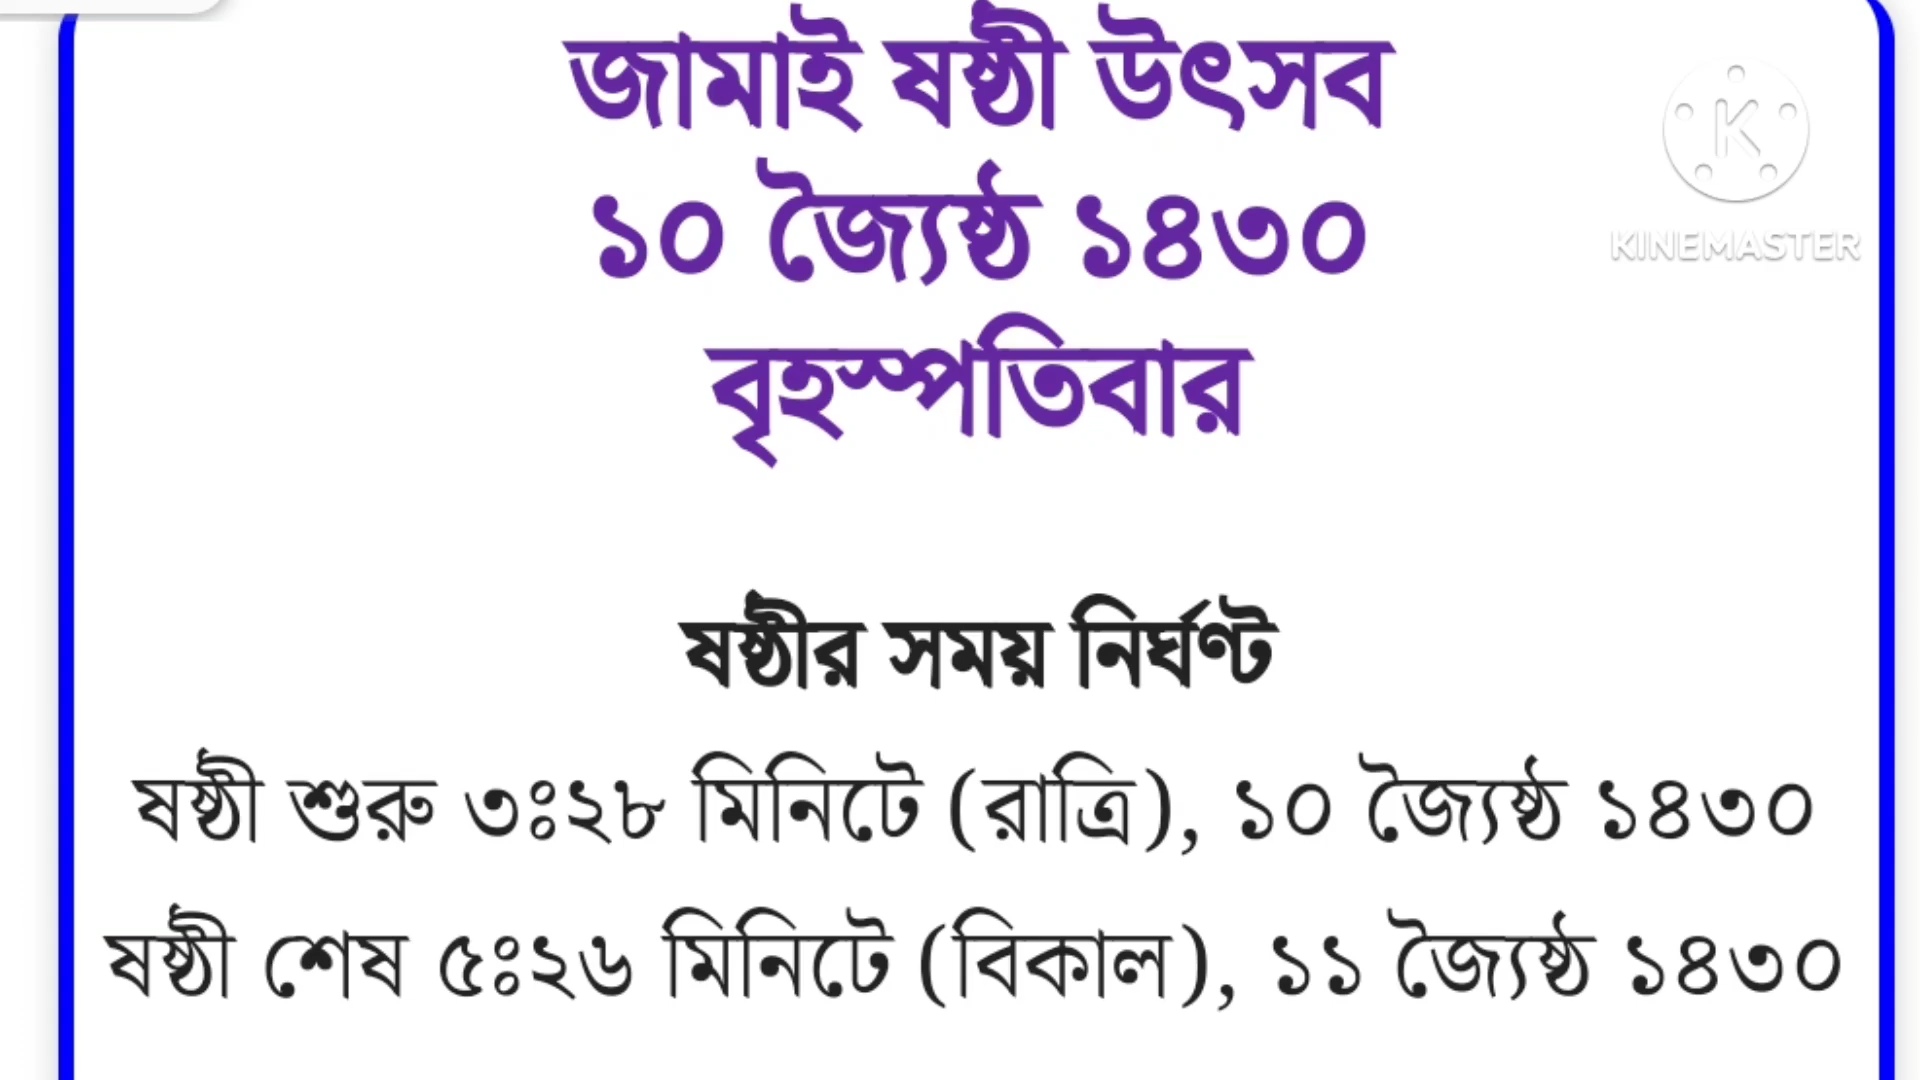 জামাই ষষ্ঠী উৎসব
১০ জ্যৈষ্ঠ ১৪৩০
বৃহস্পতিবার
KINEMASTER
ষষ্ঠীর সময় নির্ঘণ্ট
ষষ্ঠী শুরু ৩ঃ২৮ মিনিটে (রাত্রি), ১০ জ্যৈষ্ঠ ১৪৩০
ষষ্ঠী শেষ ৫ঃ২৬ মিনিটে (বিকাল), ১১ জ্যৈষ্ঠ ১৪৩০